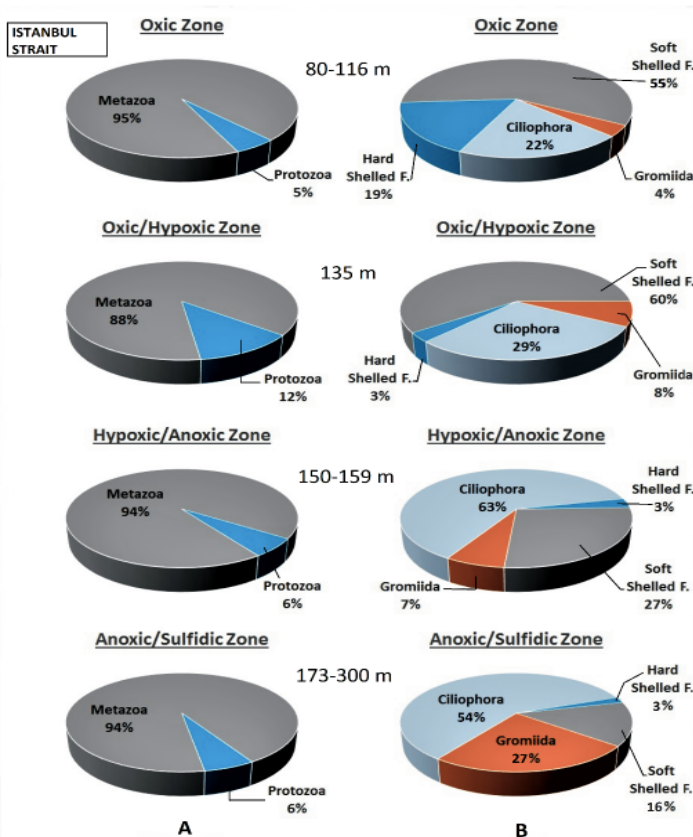 ISTANBUL
STRAIT
Oxic Zone
Metazoa
95%
Protozoa
5%
80-116 m
Oxic Zone
Soft
Shelled F.
55%
Ciliophora
22%
Hard
Shelled F.
19%
Gromiida
4%
Oxic/Hypoxic Zone
Metazoa
88%
Protozoa
12%
135 m
Oxic/Hypoxic Zone
Soft
Shelled F.
60%
Ciliophora
29%
Hard
Shelled F.
3%
Gromiida
8%
Hypoxic/Anoxic Zone
Metazoa
94%
Protozoa
6%
150-159 m
Hypoxic/Anoxic Zone
Ciliophora
63%
Hard
Shelled F.
3%
Gromiida
7%
Soft
Shelled F.
27%
Anoxic/Sulfidic Zone
Metazoa
94%
Protozoa
6%
173-300 m
Anoxic/Sulfidic Zone
Ciliophora
54%
Hard
Shelled F.
3%
Gromiida
27%
Soft
Shelled F.
16%
A
B